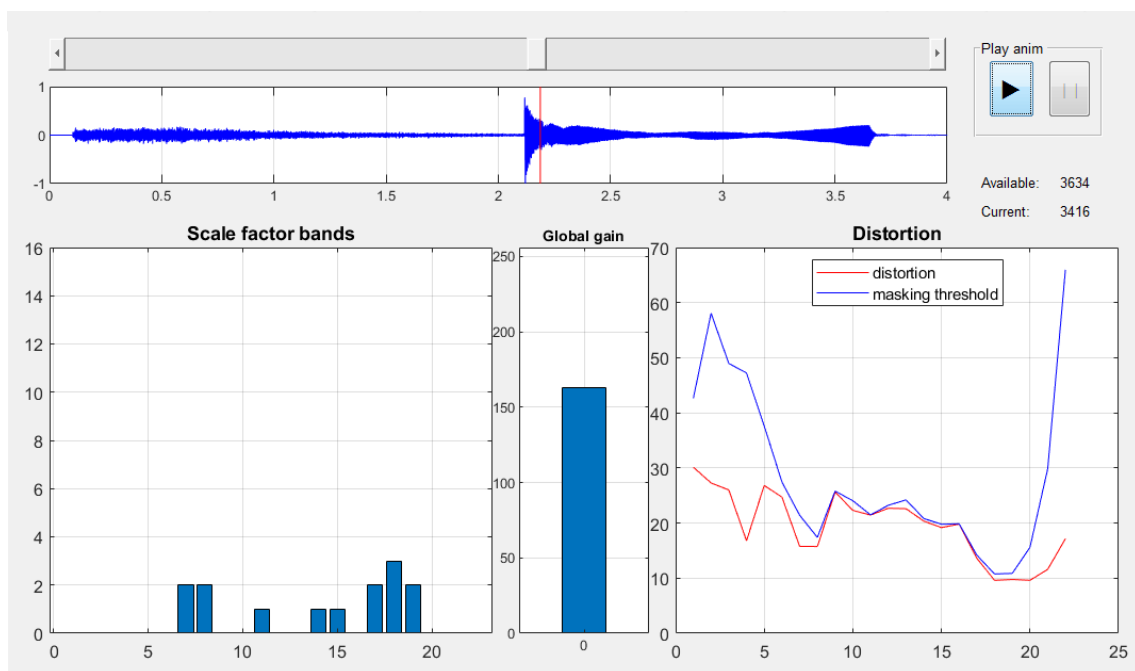 Play anim
1
0
-1
0 0.5 1 1.5 2 2.5 3 3.5 4
Available: 3634
Current: 3416
Scale factor bands
16
14
12
10
8
6
4
2
0
0 5 10 15 20
Global gain
250
200
150
100
50
0
0
Distortion
distortion
masking threshold
70
60
50
40
30
20
10
0
0 5 10 15 20 25